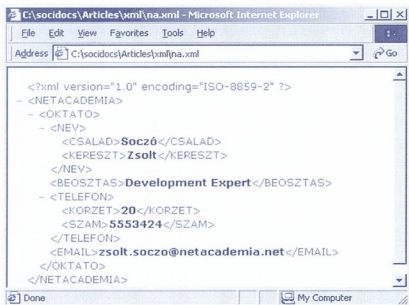 C:\socidocs\Articles\xml\na.xml - Microsoft Internet Explorer
File Edit View Favorites Tools Help
Address C:\socidocs\Articles\xml\na.xml Go
<?xml version="1.0" encoding="ISO-8859-2" ?>
- <NETACADEMIA>
- <OKTATO>
- <NEV>
<CSALAD>Soczó</CSALAD>
<KERESZT>Zsolt</KERESZT>
</NEV>
<BEOSZTAS>Development Expert</BEOSZTAS>
- <TELEFON>
<KORZET>20</KORZET>
<SZAM>5553424</SZAM>
</TELEFON>
<EMAIL>zsolt.soczo@netacademia.net</EMAIL>
</OKTATO>
</NETACADEMIA>
Done My Computer